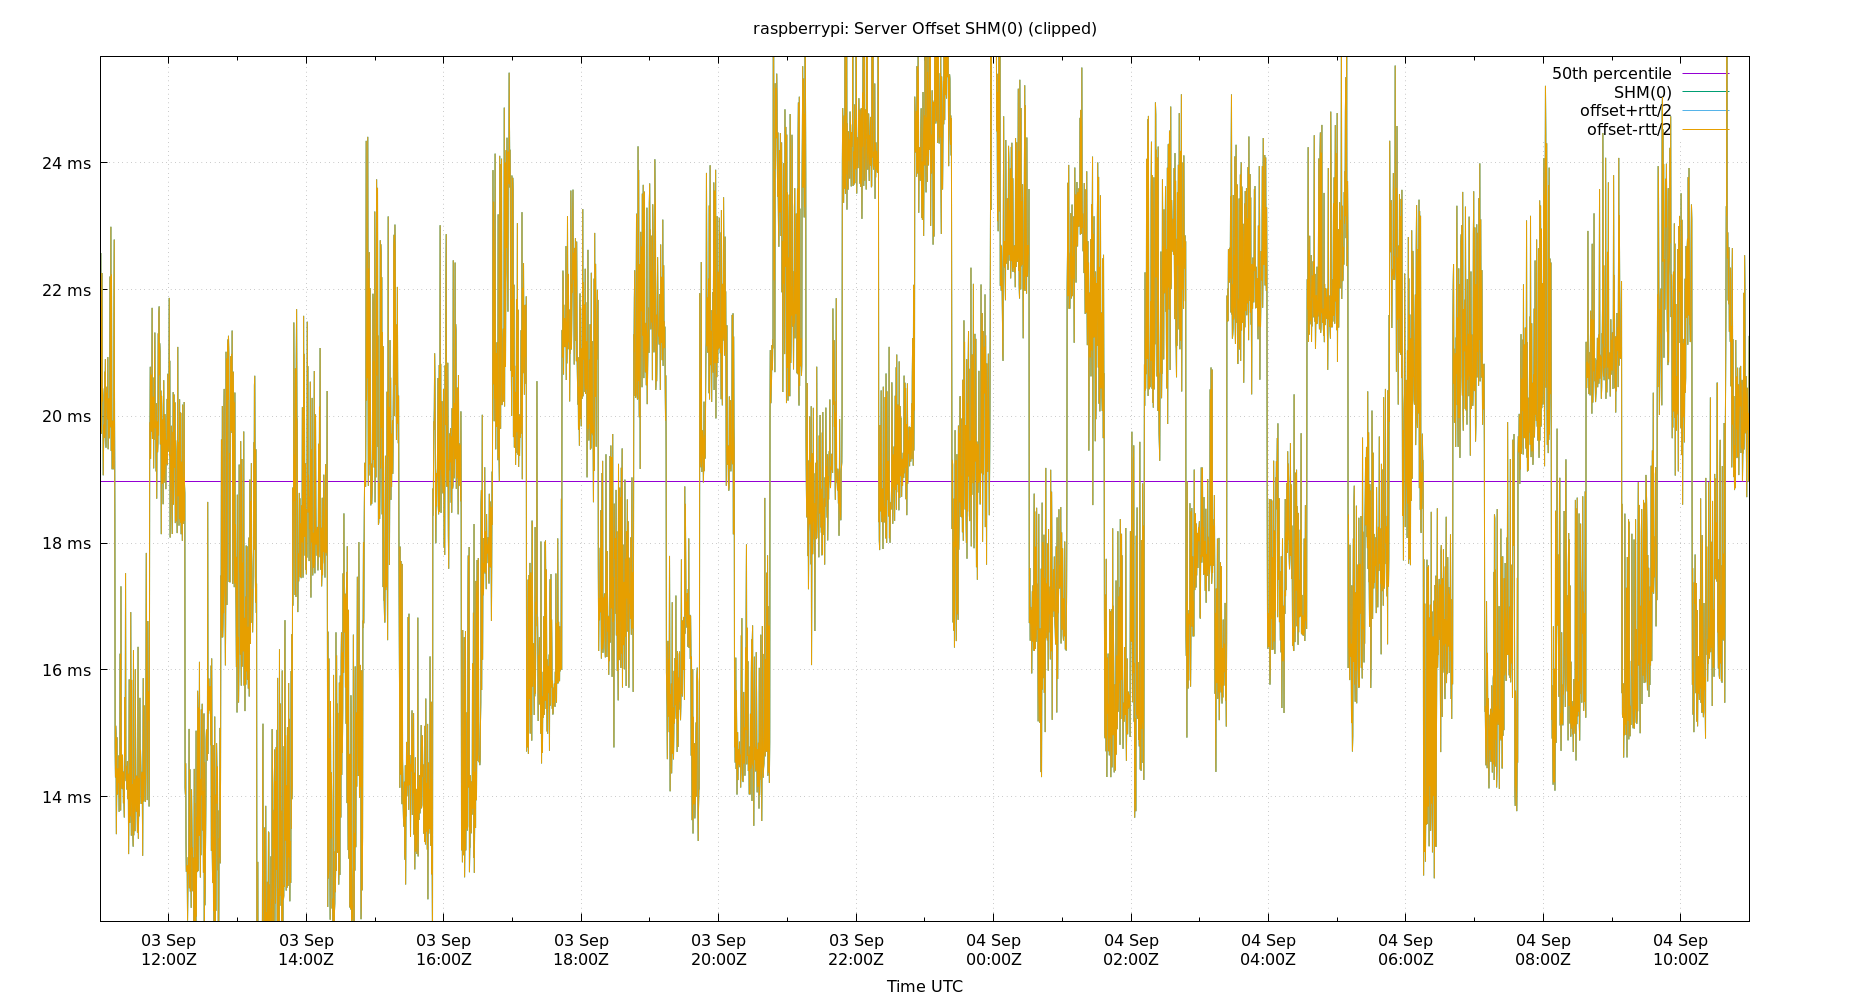 raspberrypi: Server Offset SHM(0) (clipped)
50th percentile
SHM(0)
offset+rtt/2
offset-rtt/2
24 ms
22 ms
20 ms
18 ms
16 ms
14 ms
03 Sep 03 Sep 03 Sep 03 Sep 03 Sep 03 Sep 04 Sep 04 Sep 04 Sep 04 Sep 04 Sep 04 Sep
12:00Z 14:00Z 16:00Z 18:00Z 20:00Z 22:00Z 00:00Z 02:00Z 04:00Z 06:00Z 08:00Z 10:00Z
Time UTC